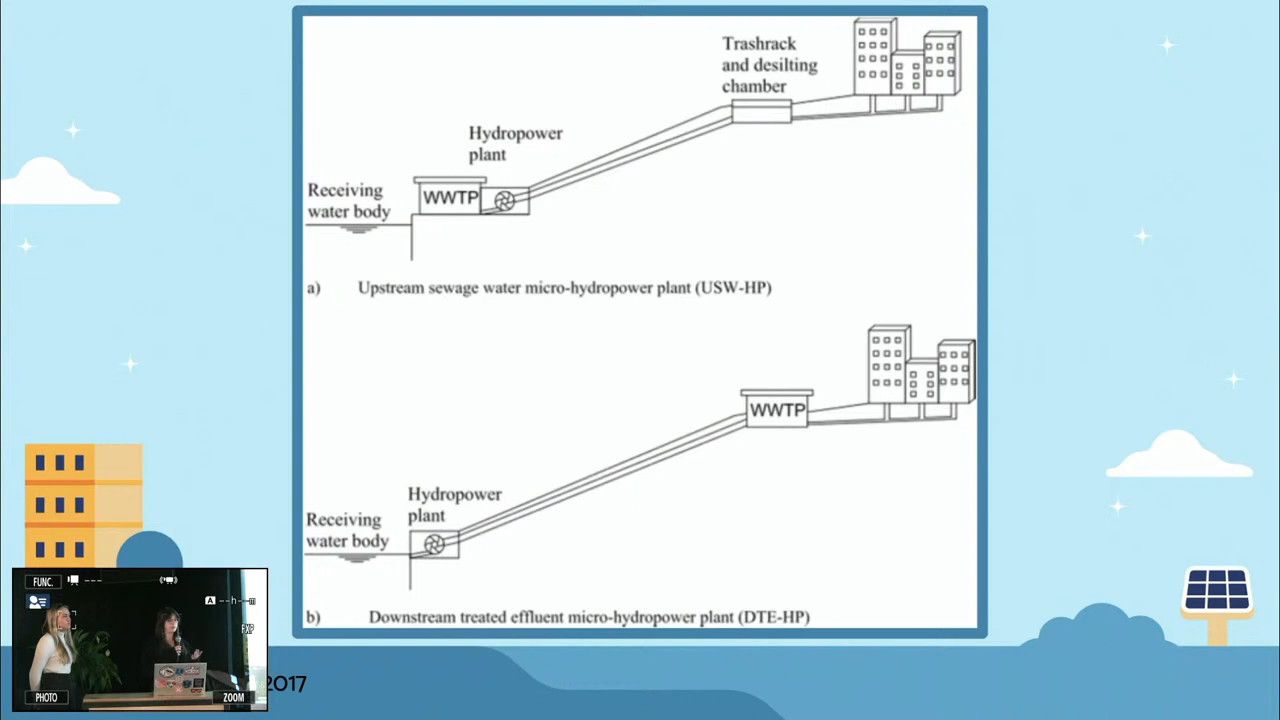 Trashrack
and desilting
chamber
Hydropower
plant
Receiving
water body
WWTP
a) Upstream sewage water micro-hydropower plant (USW-HP)
WWTP
Hydropower
plant
Receiving
water body
b) Downstream treated effluent micro-hydropower plant (DTE-HP)
FUNC.
A --h--m
EXP
PHOTO
ZOOM
2017